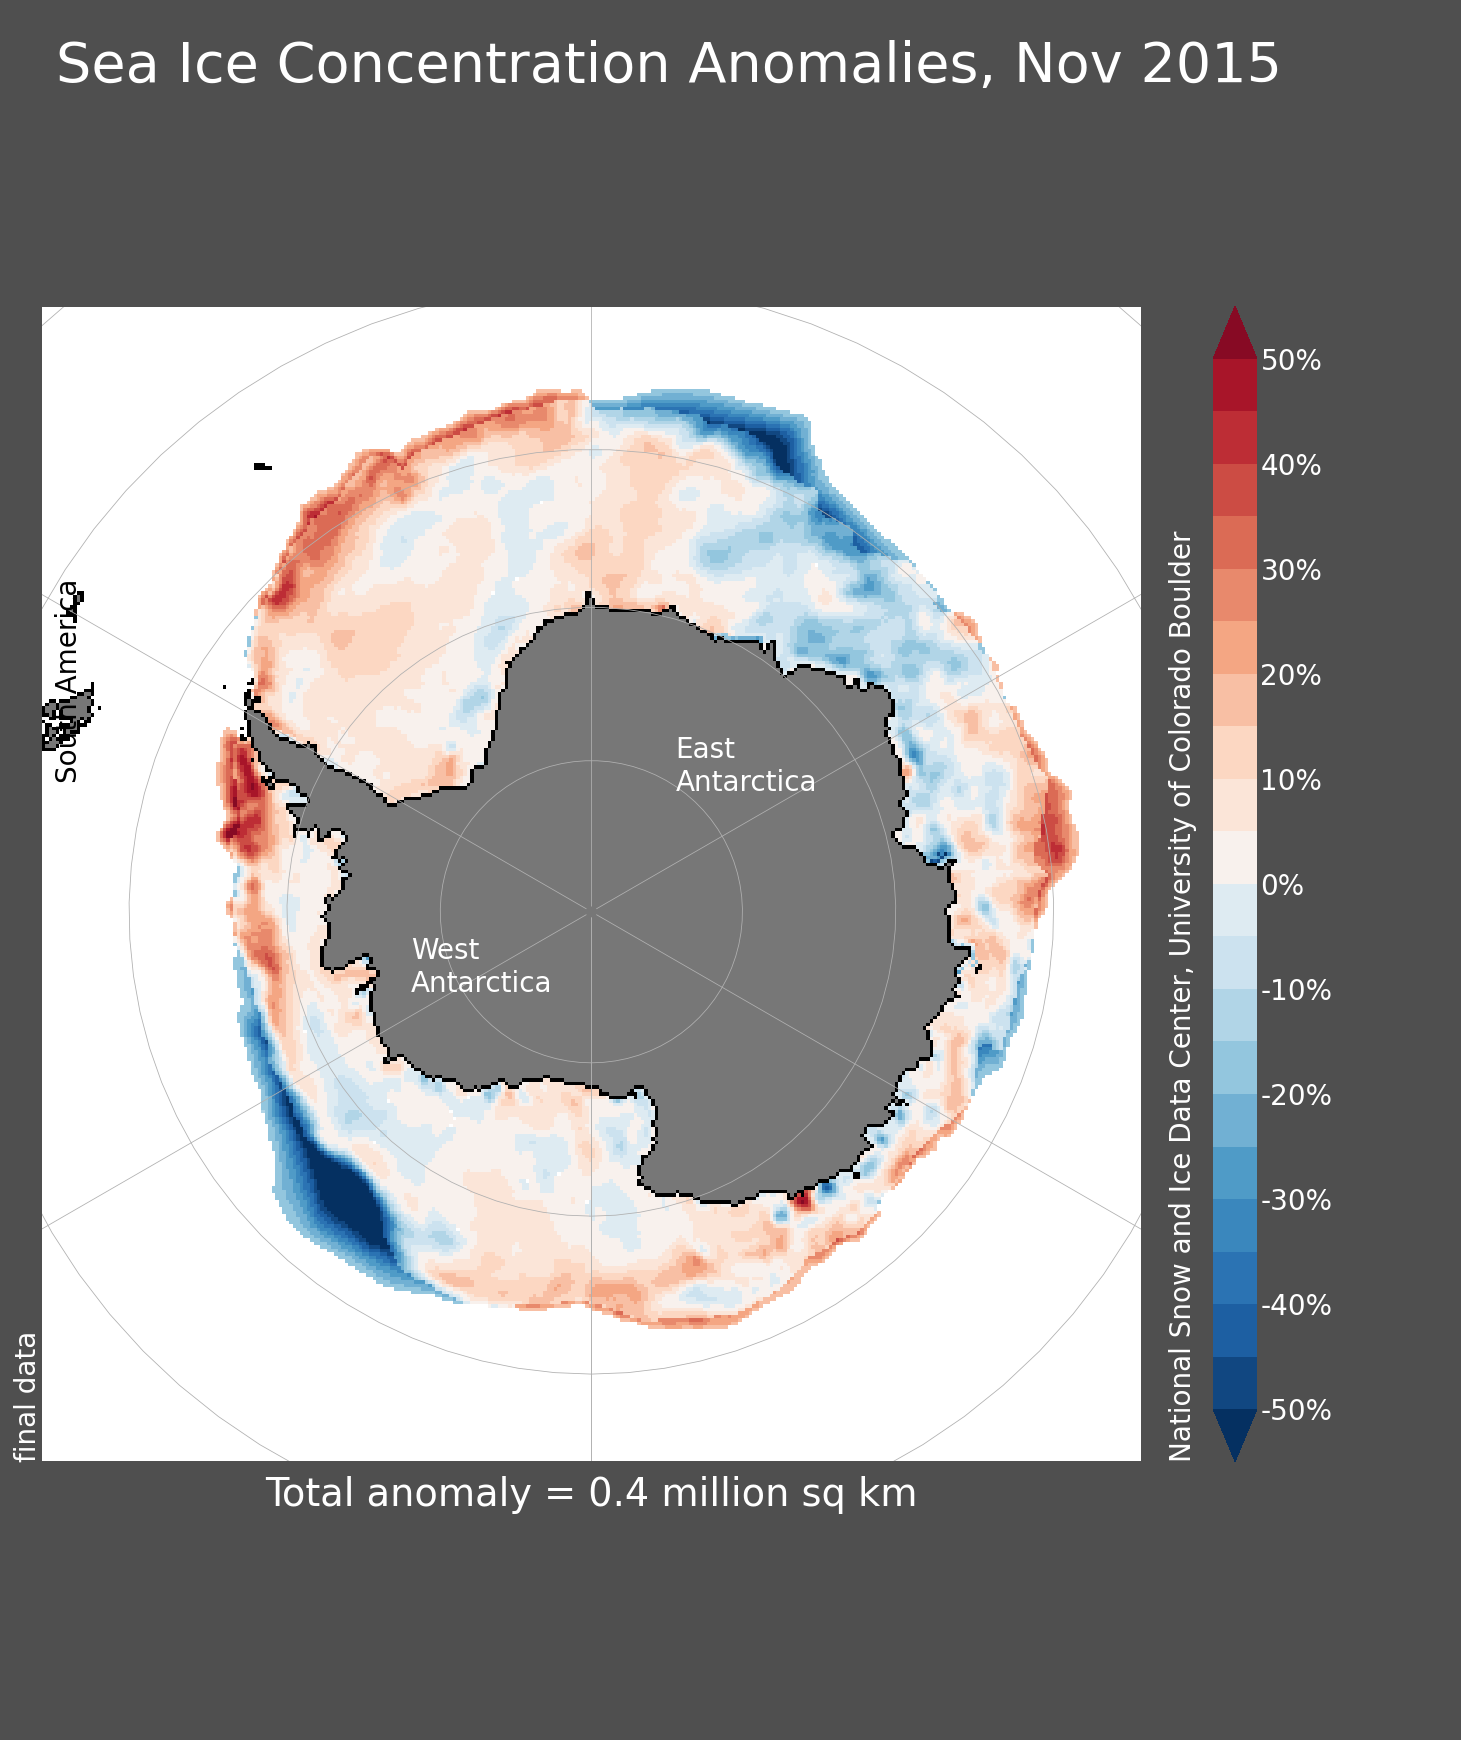 Sea Ice Concentration Anomalies, Nov 2015
South America
East
Antarctica
West
Antarctica
final data
National Snow and Ice Data Center, University of Colorado Boulder
50%
40%
30%
20%
10%
0%
-10%
-20%
-30%
-40%
-50%
Total anomaly = 0.4 million sq km